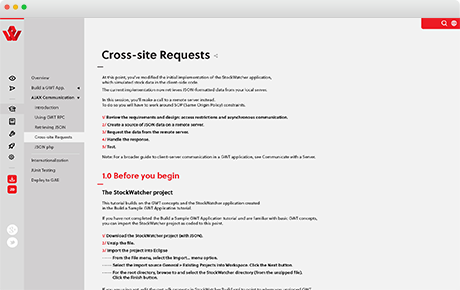 Cross-site Requests
At this point, you've modified the initial implementation of the StockWatcher application,
which simulated stock data in the client-side code.
The current implementation now retrieves JSON-formatted data from your local server.
In this session, you'll make a call to a remote server instead.
To do so you will have to work around SOP (Same Origin Policy) constraints.
1/ Review the requirements and design: access restrictions and asynchronous communication.
2/ Create a source of JSON data on a remote server.
3/ Request the data from the remote server.
4/ Handle the response.
5/ Test.
Note: For a broader guide to client-server communication in a GWT application, see Communicate with a Server.
1.0 Before you begin
The StockWatcher project
This tutorial builds on the GWT concepts and the StockWatcher application created
in the Build a Sample GWT Application tutorial.
If you have not completed the Build a Sample GWT Application tutorial and are familiar with basic GWT concepts,
you can import the StockWatcher project as coded to this point.
1/ Download the StockWatcher project (with JSON).
2/ Unzip the file.
3/ Import the project into Eclipse
From the File menu, select the Import... menu option.
Select the import source General > Existing Projects into Workspace. Click the Next button.
For the root directory, browse to and select the StockWatcher directory (from the unzipped file).
Click the Finish button.
Overview
Build a GWT App.
AJAX Communication
Introduction
Using GWT RPC
Retrieving JSON
Cross-site Requests
JSON php
Internationalization
JUnit Testing
Deploy to GAE